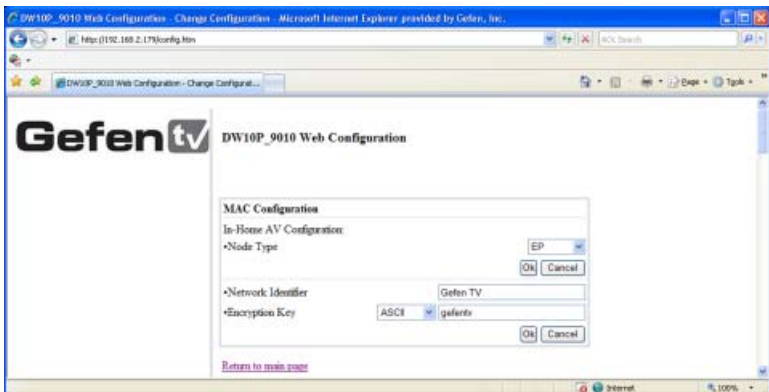 DW10P_9010 Web Configuration - Change Configuration - Microsoft Internet Explorer provided by Gefen, Inc.
http://192.168.2.179/config.htm
DW10P_9010 Web Configuration - Change Configurat...
Page
Tools
Gefen tv
DW10P_9010 Web Configuration
MAC Configuration
In-Home AV Configuration:
•Node Type
EP
Ok Cancel
•Network Identifier
Gefen TV
•Encryption Key
ASCII
gefentv
Ok Cancel
Return to main page
Internet
100%